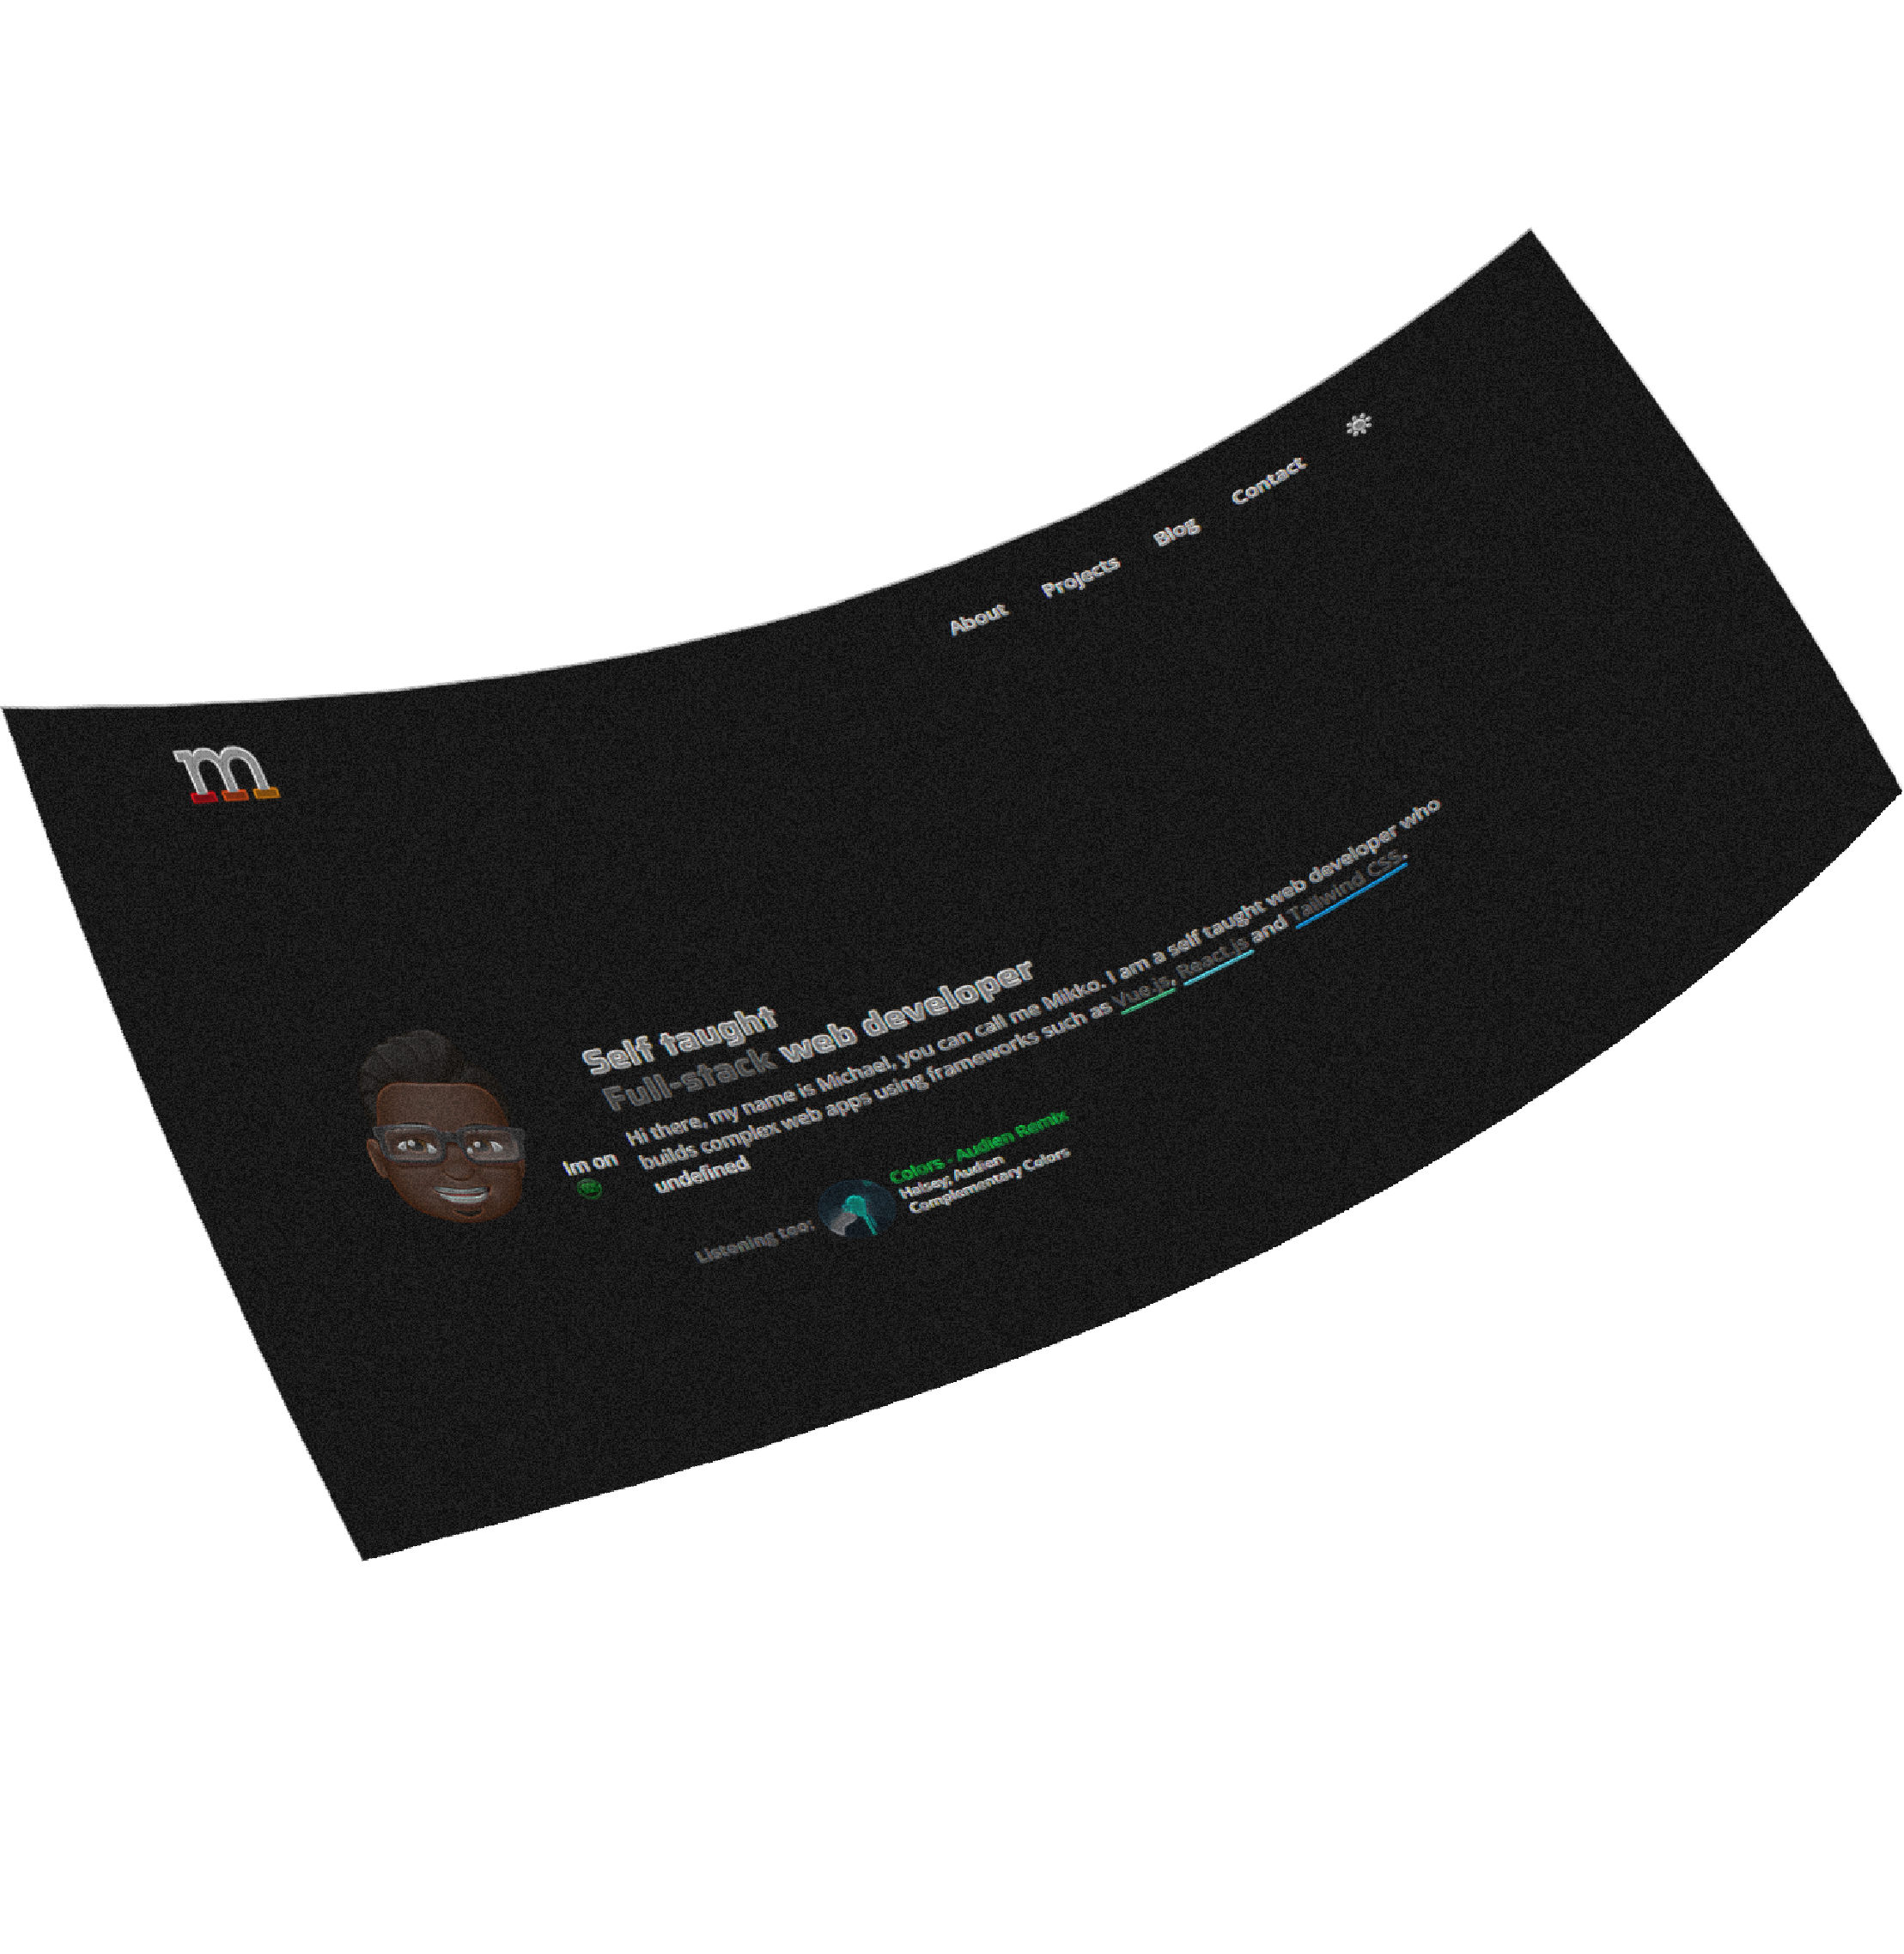 m
About
Projects
Blog
Contact
Self taught
Full-stack web developer
Hi there, my name is Michael, you can call me Mikko. I am a self taught web developer who
builds complex web apps using frameworks such as Vue.js, React.js and Tailwind CSS.
Im on
undefined
Listening too:
Colors - Audien Remix
Halsey, Audien
Complementary Colors